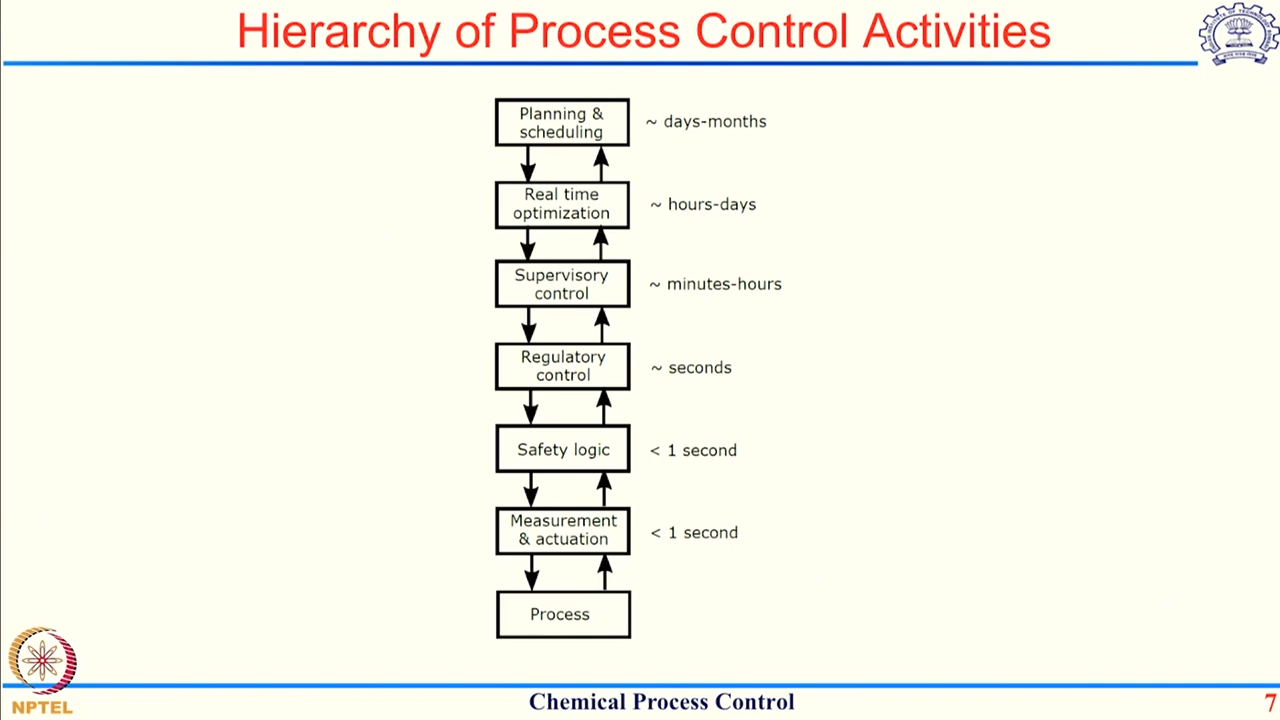 Hierarchy of Process Control Activities
Planning &
scheduling
~ days-months
Real time
optimization
~ hours-days
Supervisory
control
~ minutes-hours
Regulatory
control
~ seconds
Safety logic
< 1 second
Measurement
& actuation
< 1 second
Process
NPTEL
Chemical Process Control
7